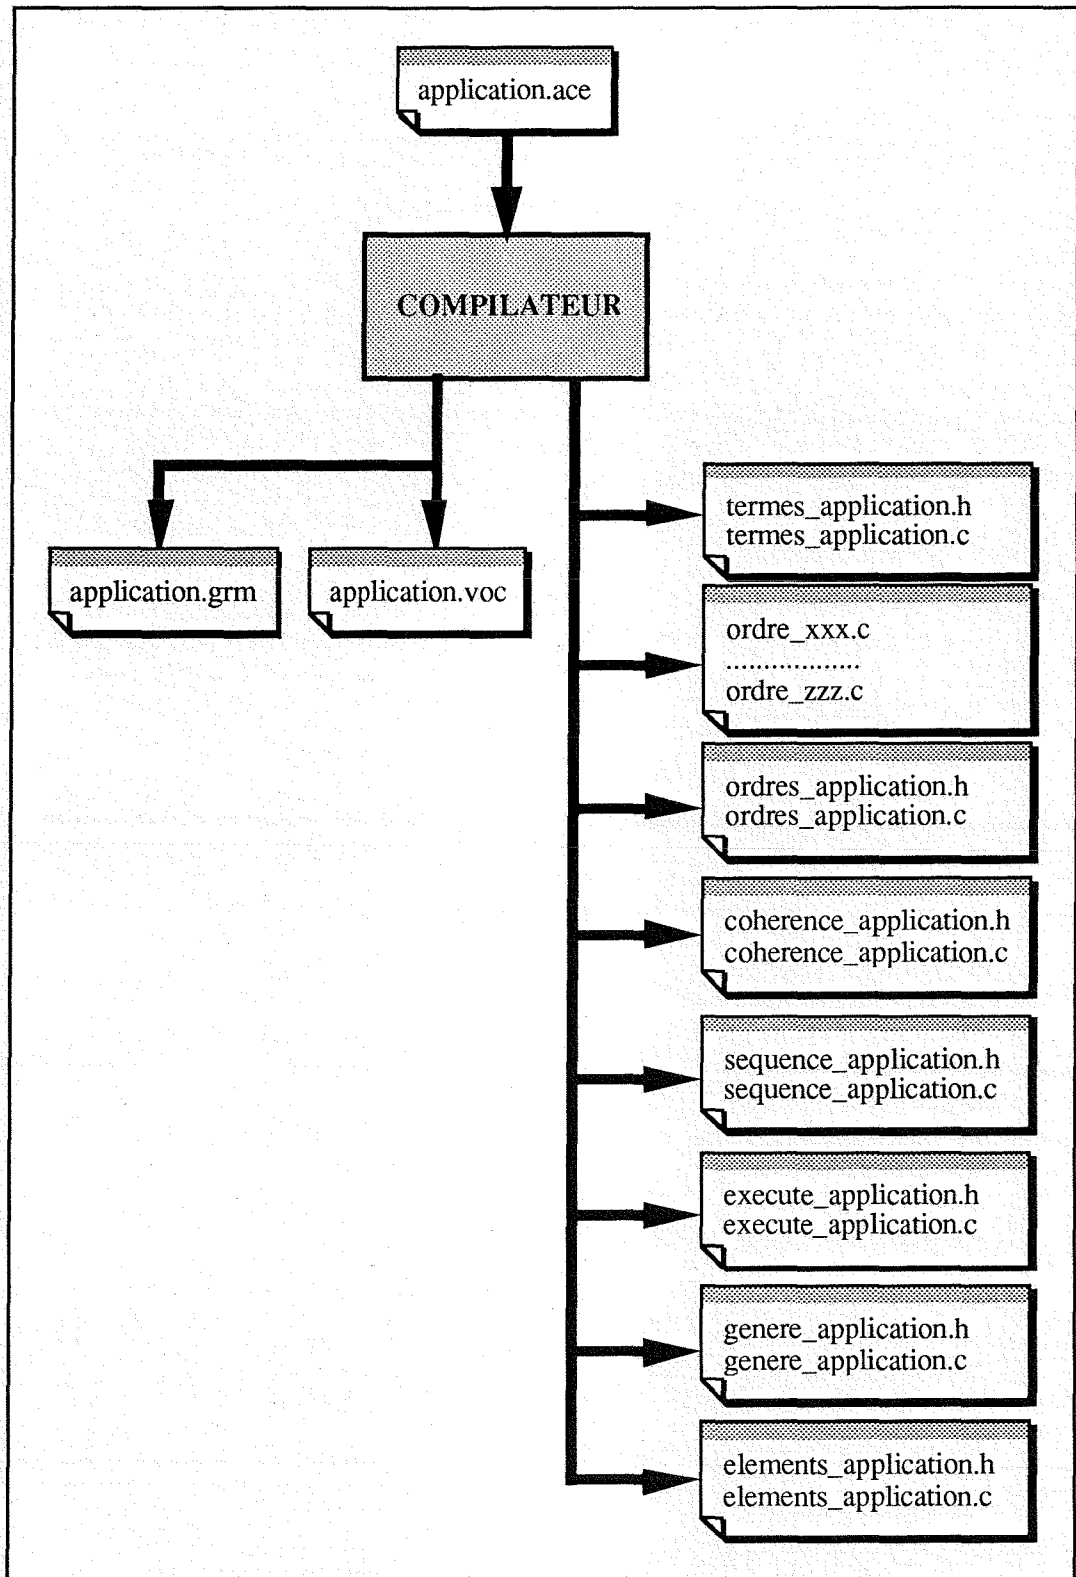 application.ace
COMPILATEUR
application.grm
application.voc
termes_application.h
termes_application.c
ordre_xxx.c
..................
ordre_zzz.c
ordres_application.h
ordres_application.c
coherence_application.h
coherence_application.c
sequence_application.h
sequence_application.c
execute_application.h
execute_application.c
genere_application.h
genere_application.c
elements_application.h
elements_application.c